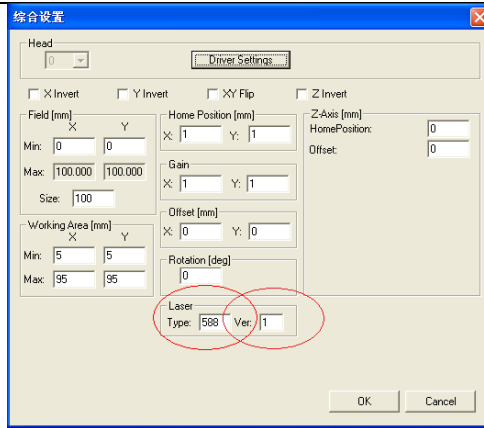 综合设置
Head
0
Driver Settings...
X Invert
Y Invert
XY Flip
Z Invert
Field [mm]
X Y
Min: 0 0
Max: 100.000 100.000
Size: 100
Home Position [mm]
X: 1 Y: 1
Z-Axis [mm]
HomePosition: 0
Offset: 0
Gain
X: 1 Y: 1
Offset [mm]
X: 0 Y: 0
Working Area [mm]
X Y
Min: 5 5
Max: 95 95
Rotation [deg]
0
Laser
Type: 588 Ver: 1
OK Cancel